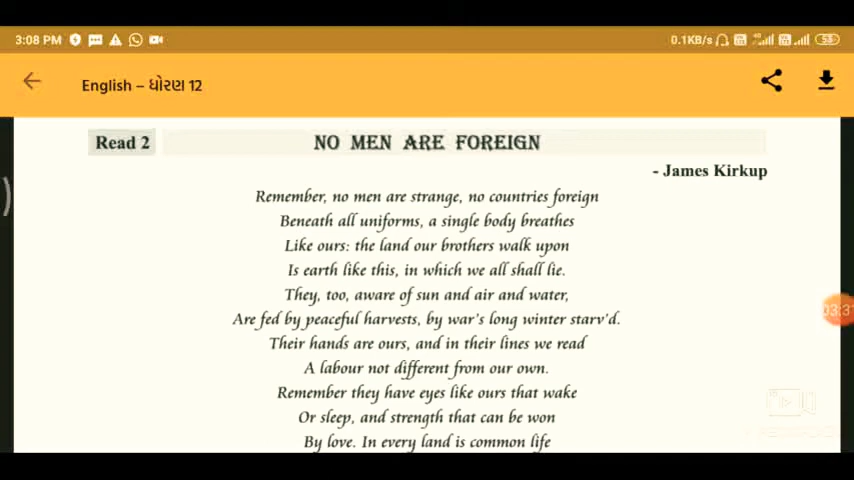 3:08 PM
0.1KB/s 4G 53
English – ધોરણ 12
Read 2 NO MEN ARE FOREIGN
- James Kirkup
Remember, no men are strange, no countries foreign
Beneath all uniforms, a single body breathes
Like ours: the land our brothers walk upon
Is earth like this, in which we all shall lie.
They, too, aware of sun and air and water,
Are fed by peaceful harvests, by war's long winter starv'd.
Their hands are ours, and in their lines we read
A labour not different from our own.
Remember they have eyes like ours that wake
Or sleep, and strength that can be won
By love. In every land is common life
03:31